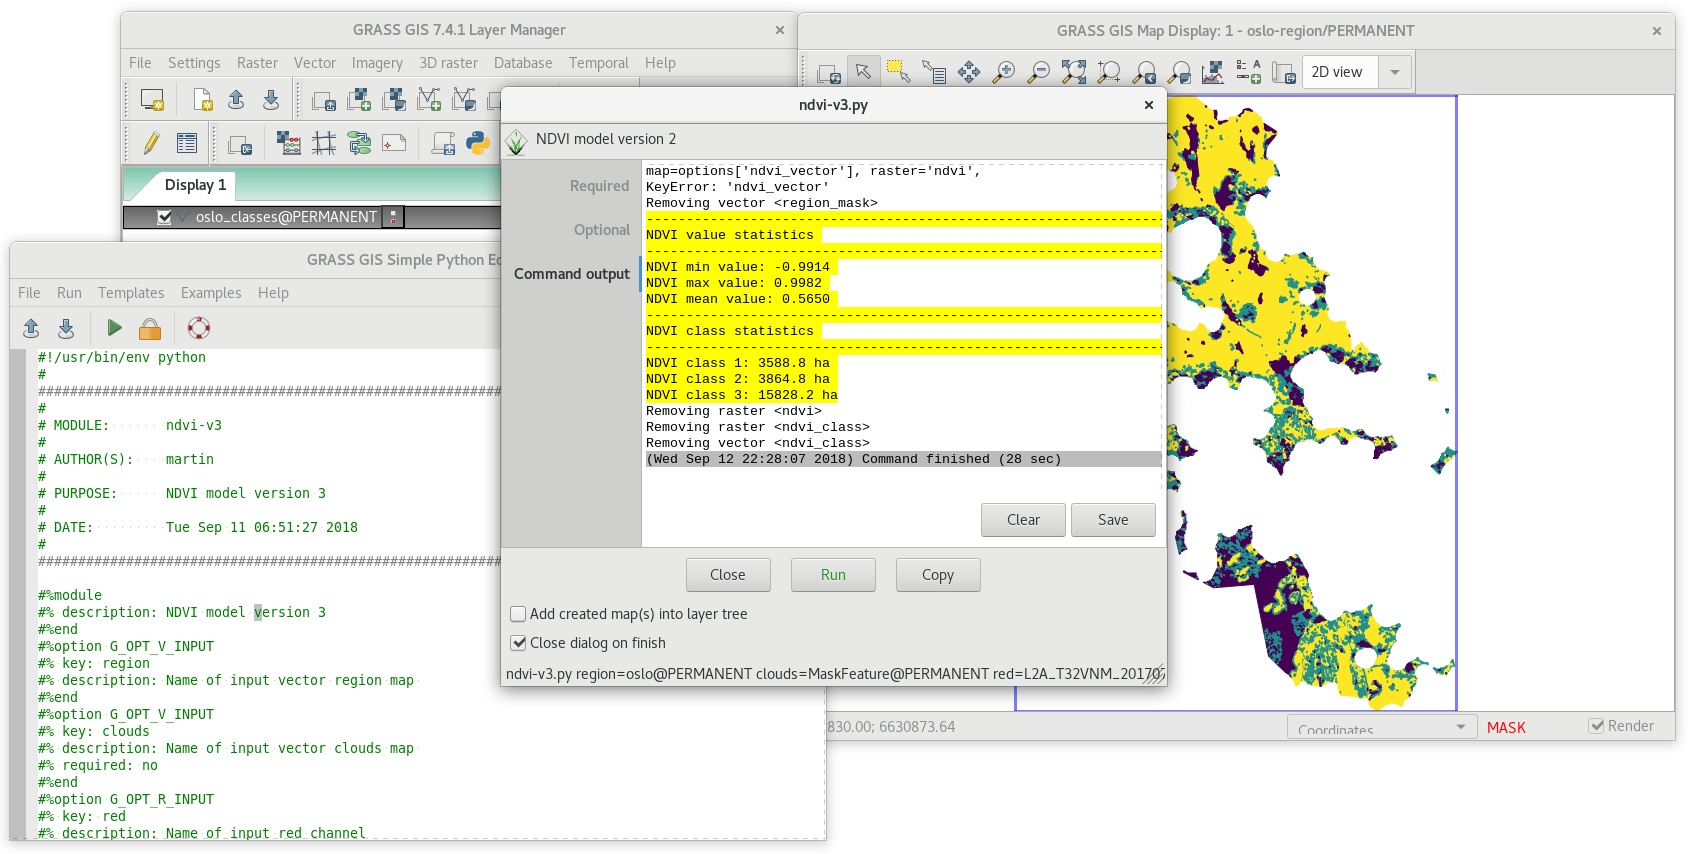 GRASS GIS 7.4.1 Layer Manager
File Settings Raster Vector Imagery 3D raster Database Temporal Help
Display 1
oslo_classes@PERMANENT
GRASS GIS Map Display: 1 - oslo-region/PERMANENT
2D view
830.00; 6630873.64
Coordinates
MASK
Render
GRASS GIS Simple Python
File Run Templates Examples Help
#!/usr/bin/env python
#
##########################################################
#
# MODULE: ndvi-v3
#
# AUTHOR(S): martin
#
# PURPOSE: NDVI model version 3
#
# DATE: Tue Sep 11 06:51:27 2018
#
##########################################################
#%module
#% description: NDVI model version 3
#%end
#%option G_OPT_V_INPUT
#% key: region
#% description: Name of input vector region map
#%end
#%option G_OPT_V_INPUT
#% key: clouds
#% description: Name of input vector clouds map
#% required: no
#%end
#%option G_OPT_R_INPUT
#% key: red
#% description: Name of input red channel
ndvi-v3.py
NDVI model version 2
Required
Optional
Command output
map=options['ndvi_vector'], raster='ndvi',
KeyError: 'ndvi_vector'
Removing vector <region_mask>
----------------------------------------------------------------
NDVI value statistics
----------------------------------------------------------------
NDVI min value: -0.9914
NDVI max value: 0.9982
NDVI mean value: 0.5650
----------------------------------------------------------------
NDVI class statistics
----------------------------------------------------------------
NDVI class 1: 3588.8 ha
NDVI class 2: 3864.8 ha
NDVI class 3: 15828.2 ha
Removing raster <ndvi>
Removing raster <ndvi_class>
Removing vector <ndvi_class>
(Wed Sep 12 22:28:07 2018) Command finished (28 sec)
Clear Save
Close Run Copy
Add created map(s) into layer tree
Close dialog on finish
ndvi-v3.py region=oslo@PERMANENT clouds=MaskFeature@PERMANENT red=L2A_T32VNM_20170